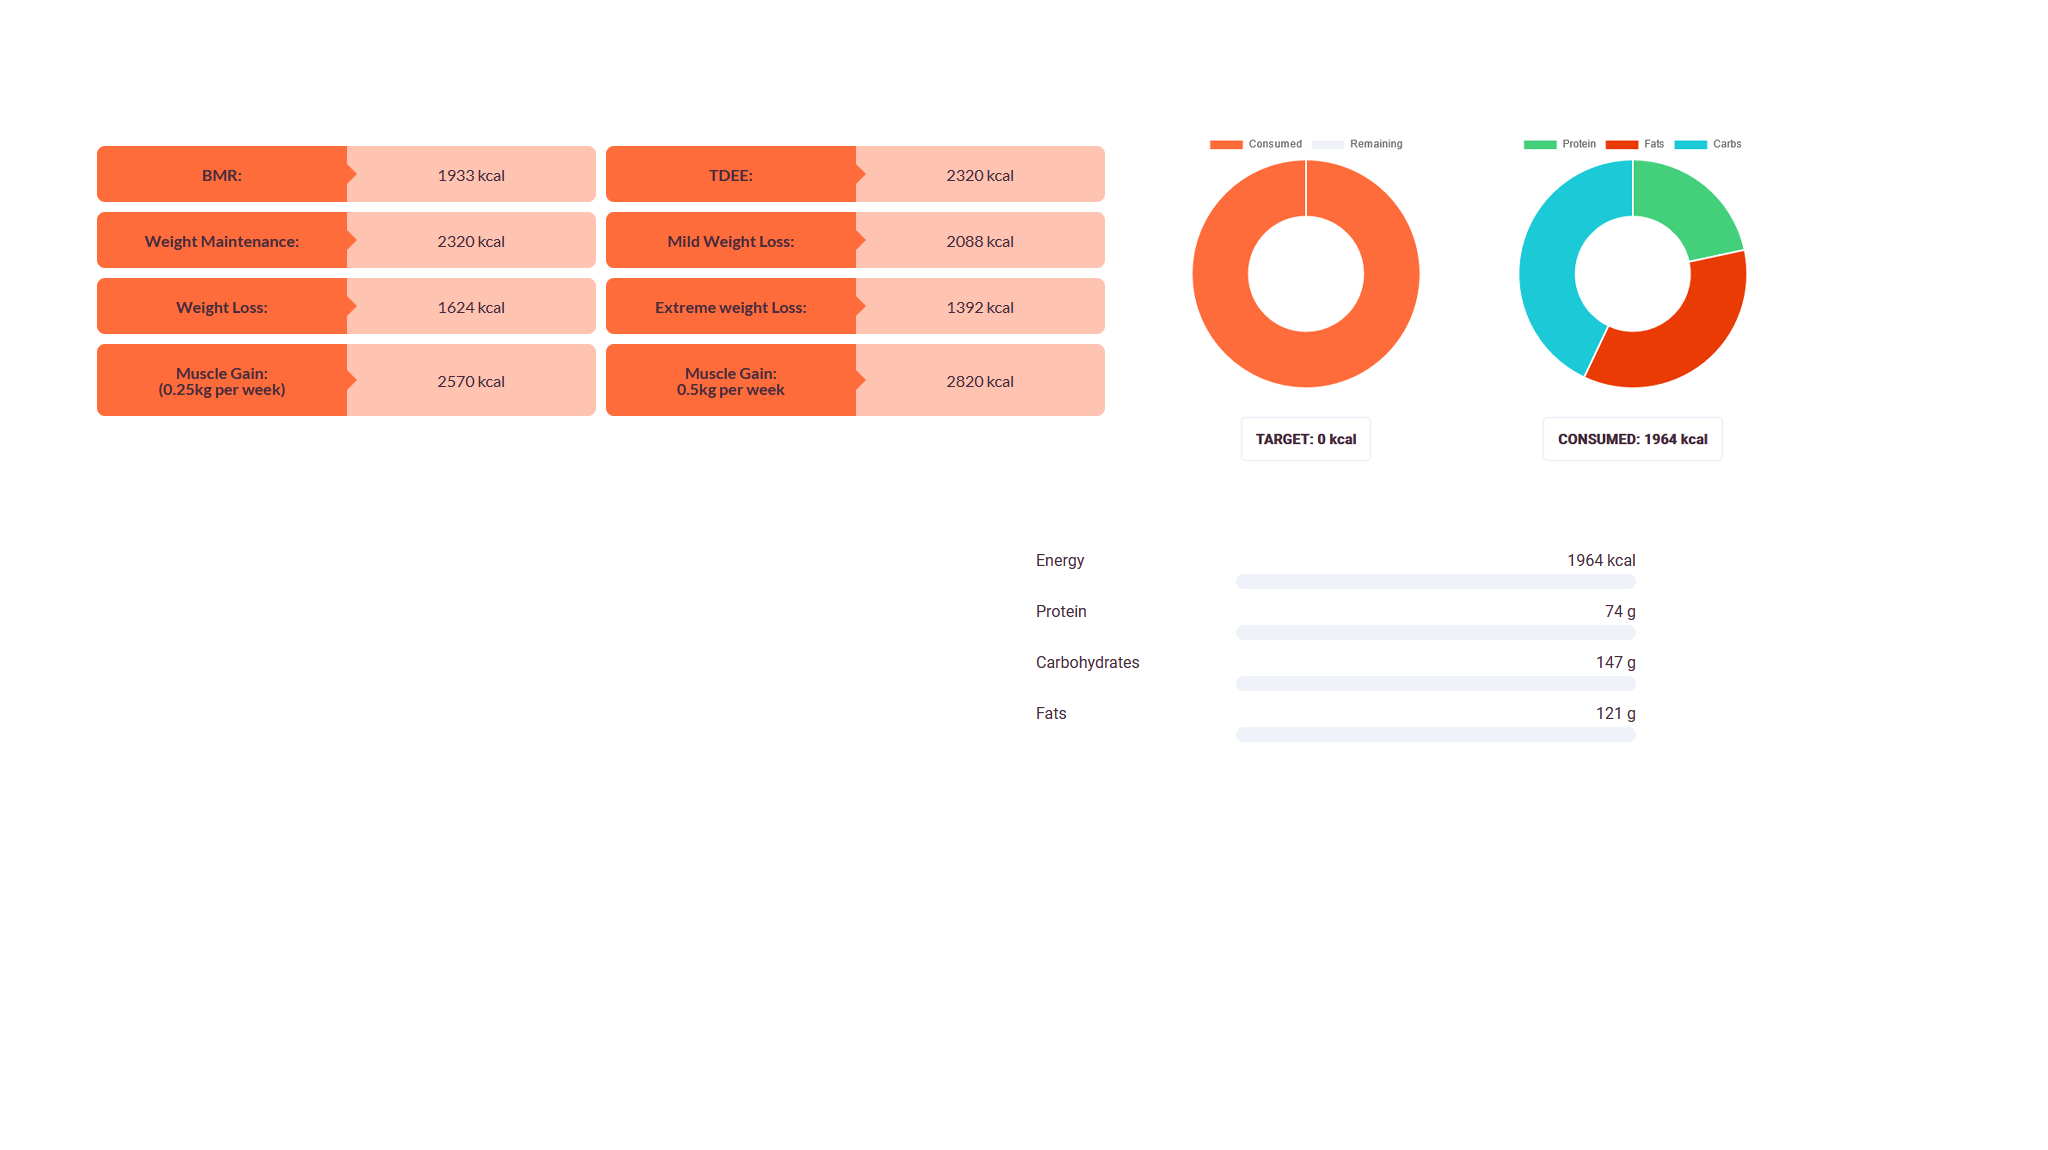 BMR:
1933 kcal
TDEE:
2320 kcal
Weight Maintenance:
2320 kcal
Mild Weight Loss:
2088 kcal
Weight Loss:
1624 kcal
Extreme weight Loss:
1392 kcal
Muscle Gain:
(0.25kg per week)
2570 kcal
Muscle Gain:
0.5kg per week
2820 kcal
Consumed Remaining
TARGET: 0 kcal
Protein Fats Carbs
CONSUMED: 1964 kcal
Energy 1964 kcal
Protein 74 g
Carbohydrates 147 g
Fats 121 g